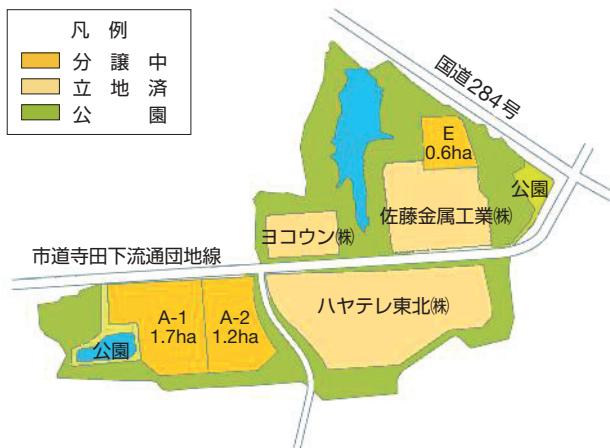 凡 例
分 譲 中
立 地 済
公 園
国道284号
E
0.6ha
公園
佐藤金属工業㈱
ヨコウン㈱
市道寺田下流通団地線
ハヤテレ東北㈱
A-1
1.7ha
A-2
1.2ha
公園